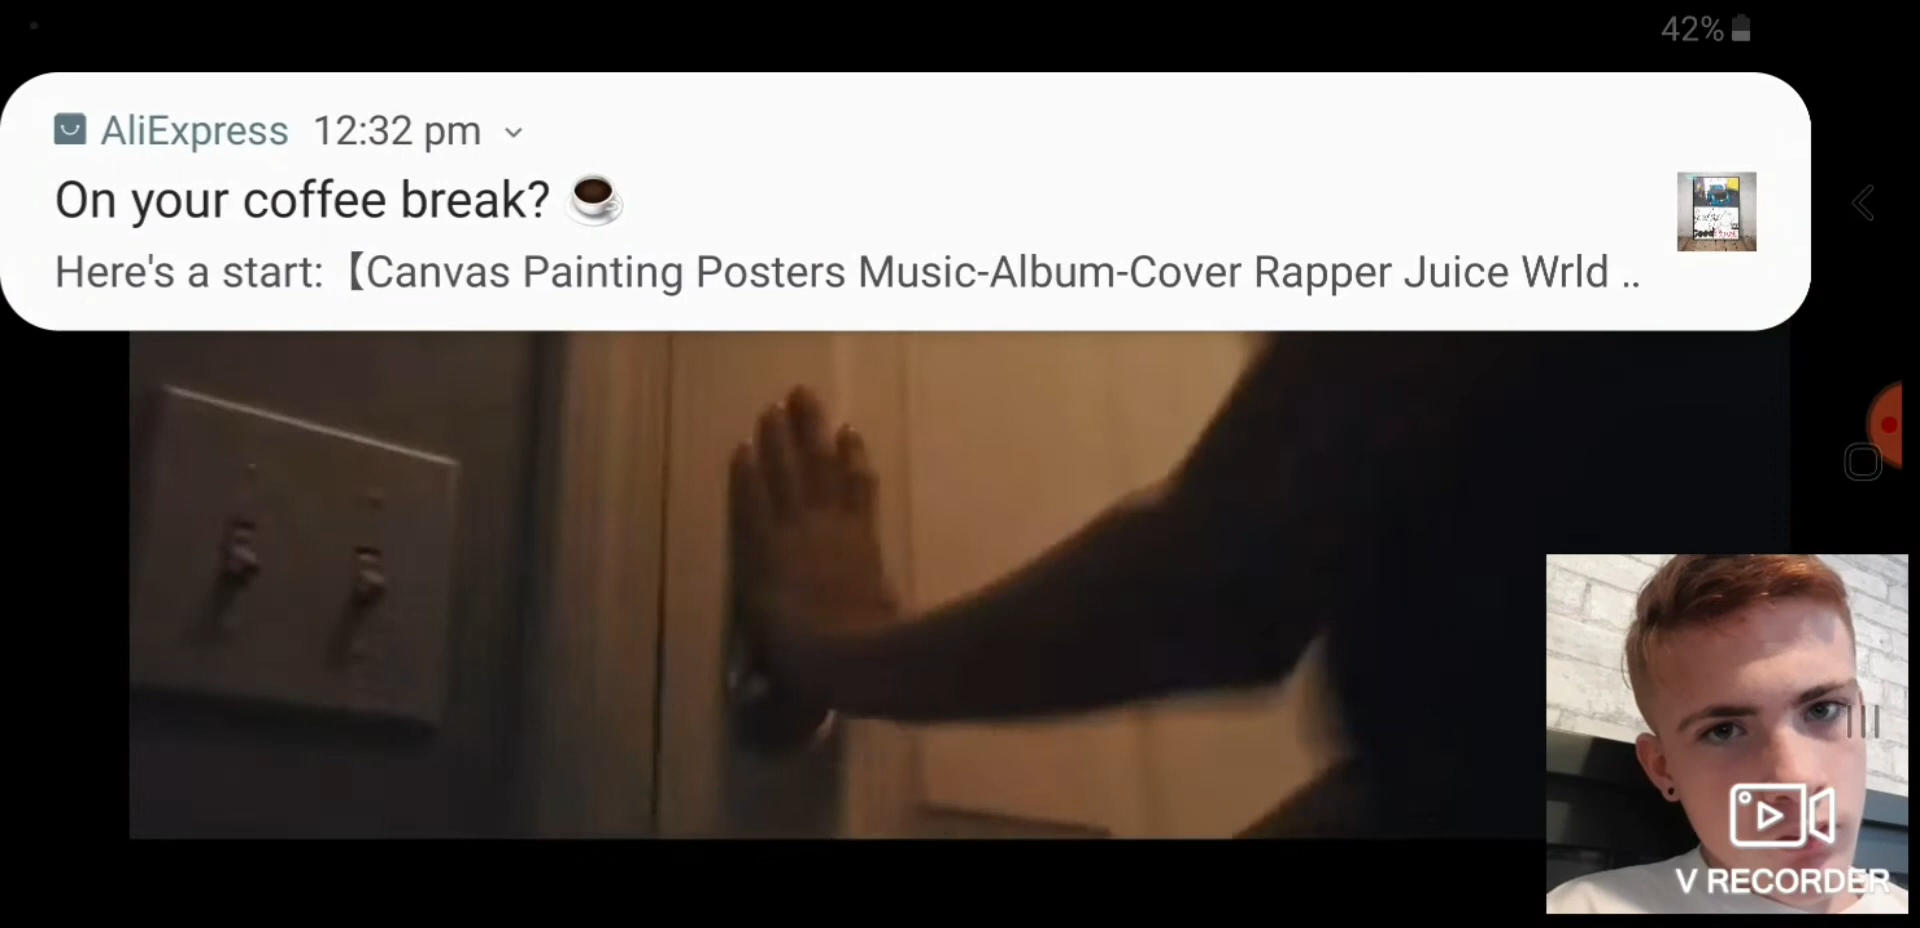 42%
AliExpress 12:32 pm
On your coffee break? ☕
Here's a start:【Canvas Painting Posters Music-Album-Cover Rapper Juice Wrld ..
V RECORDER